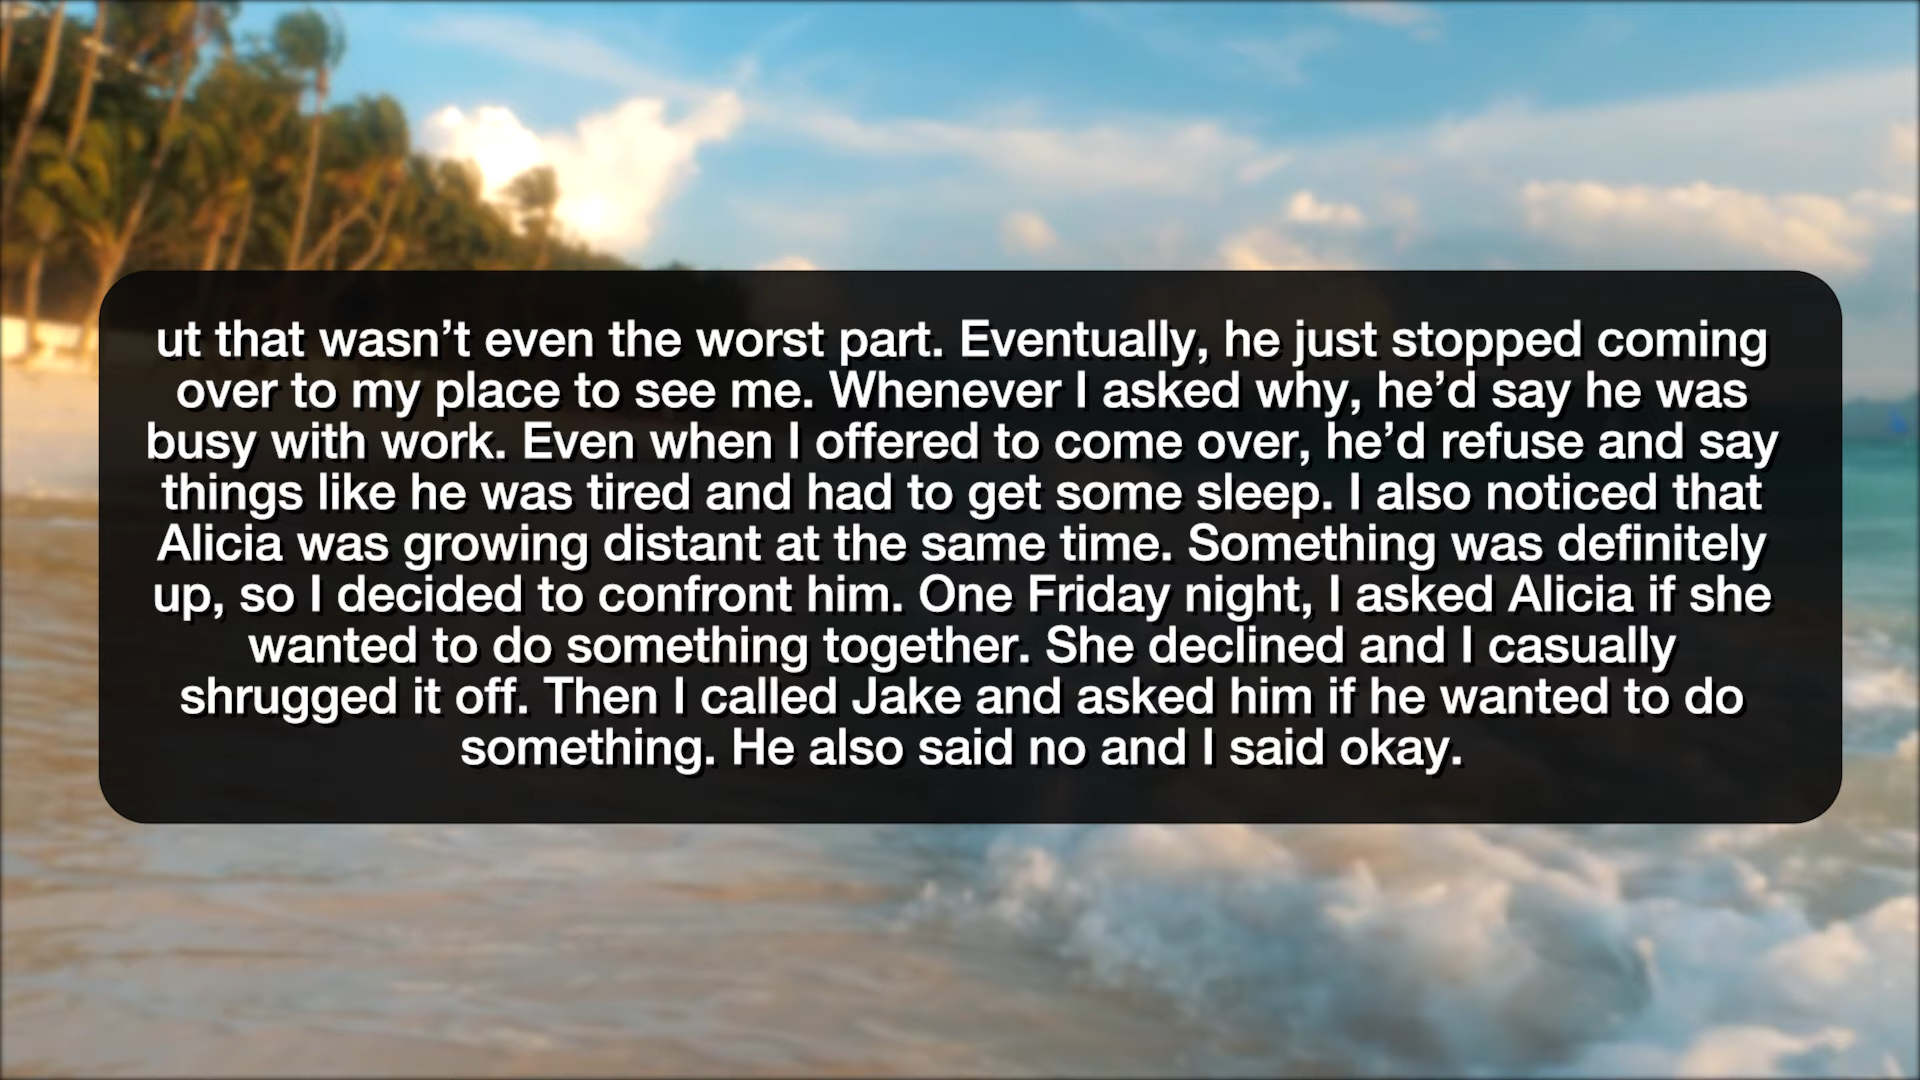 ut that wasn’t even the worst part. Eventually, he just stopped coming
over to my place to see me. Whenever I asked why, he’d say he was
busy with work. Even when I offered to come over, he’d refuse and say
things like he was tired and had to get some sleep. I also noticed that
Alicia was growing distant at the same time. Something was definitely
up, so I decided to confront him. One Friday night, I asked Alicia if she
wanted to do something together. She declined and I casually
shrugged it off. Then I called Jake and asked him if he wanted to do
something. He also said no and I said okay.